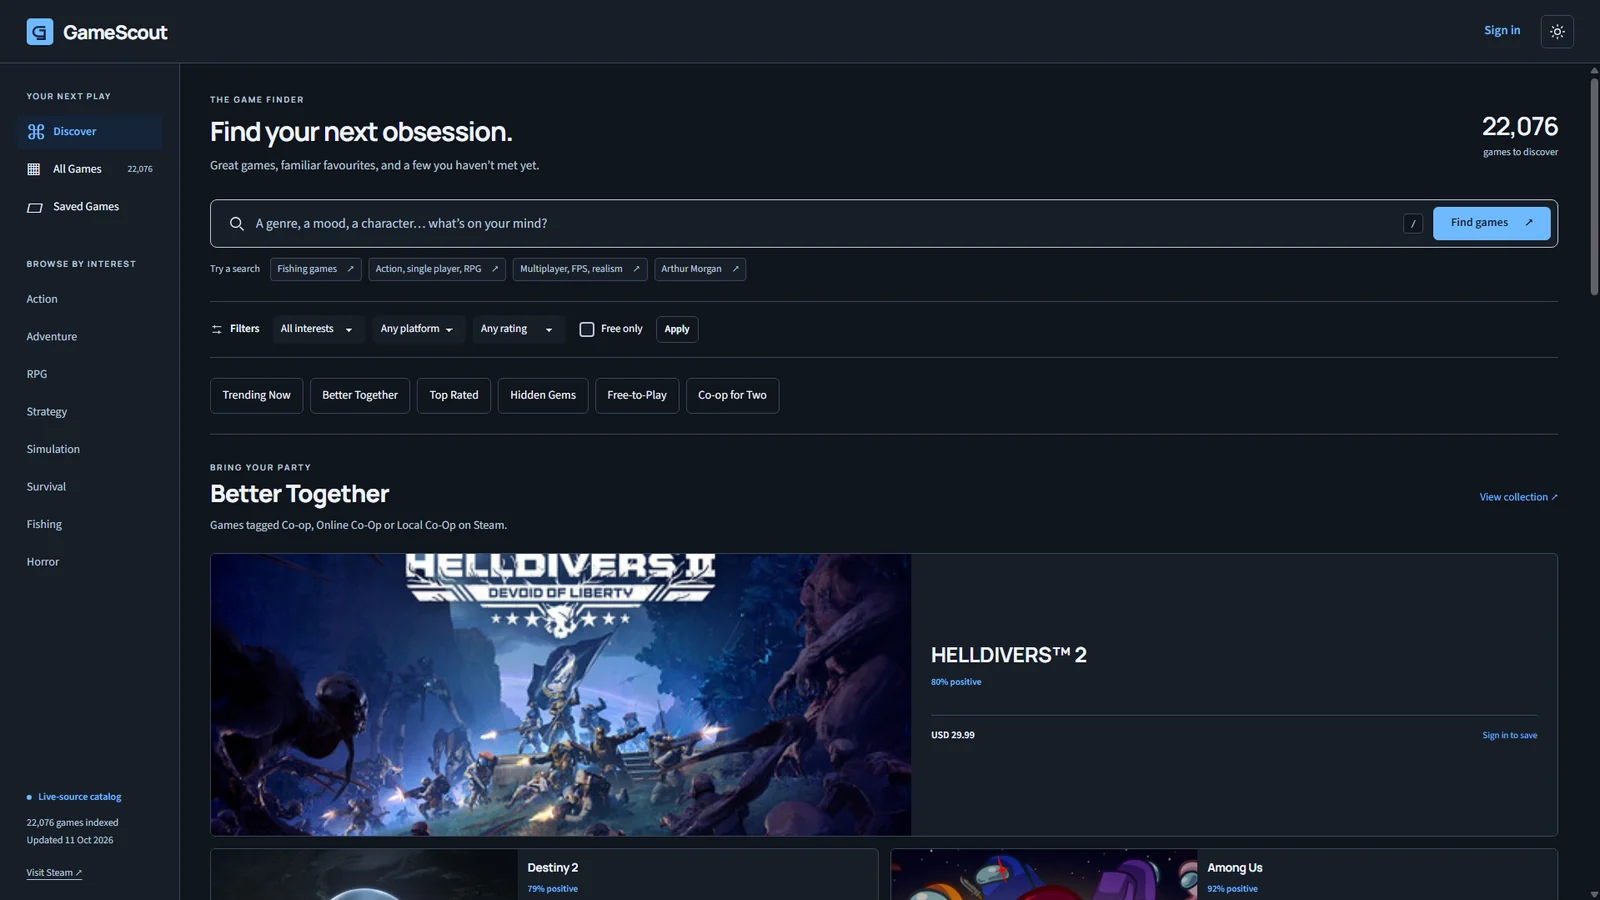 GameScout
Sign in
YOUR NEXT PLAY
Discover
All Games 22,076
Saved Games
BROWSE BY INTEREST
Action
Adventure
RPG
Strategy
Simulation
Survival
Fishing
Horror
Live-source catalog
22,076 games indexed
Updated 11 Oct 2026
Visit Steam ↗
THE GAME FINDER
Find your next obsession.
Great games, familiar favourites, and a few you haven't met yet.
22,076
games to discover
A genre, a mood, a character… what's on your mind?
/
Find games ↗
Try a search Fishing games ↗ Action, single player, RPG ↗ Multiplayer, FPS, realism ↗ Arthur Morgan ↗
Filters All interests Any platform Any rating Free only Apply
Trending Now Better Together Top Rated Hidden Gems Free-to-Play Co-op for Two
BRING YOUR PARTY
Better Together
Games tagged Co-op, Online Co-Op or Local Co-Op on Steam.
View collection ↗
HELLDIVERS II
DEVOID OF LIBERTY
HELLDIVERS™ 2
80% positive
USD 29.99
Sign in to save
Destiny 2
79% positive
Among Us
92% positive